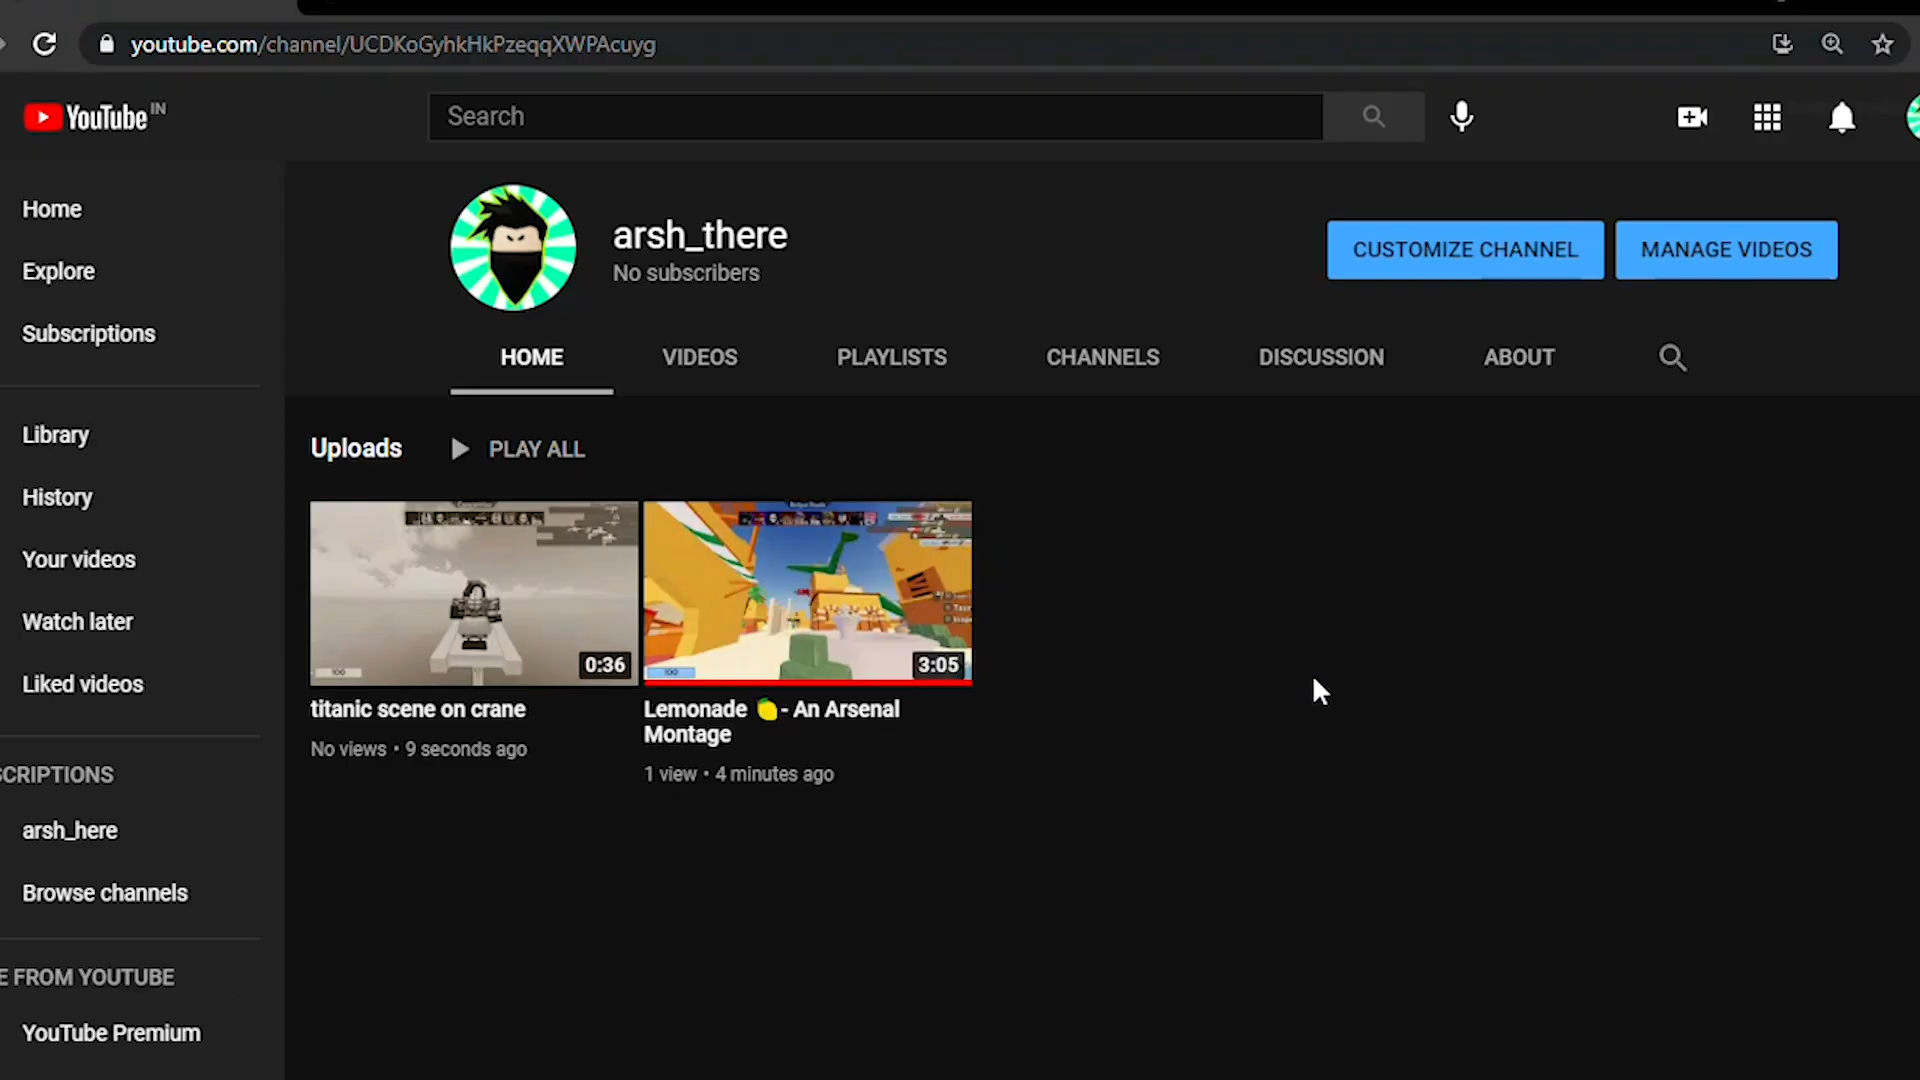 youtube.com/channel/UCDKoGyhkHkPzeqqXWPAcuyg
YouTube IN
Search
Home
Explore
Subscriptions
Library
History
Your videos
Watch later
Liked videos
SCRIPTIONS
arsh_here
Browse channels
E FROM YOUTUBE
YouTube Premium
arsh_there
No subscribers
CUSTOMIZE CHANNEL
MANAGE VIDEOS
HOME
VIDEOS
PLAYLISTS
CHANNELS
DISCUSSION
ABOUT
Uploads
PLAY ALL
100
0:36
titanic scene on crane
No views • 9 seconds ago
100
3:05
Lemonade 🍋 - An Arsenal
Montage
1 view • 4 minutes ago